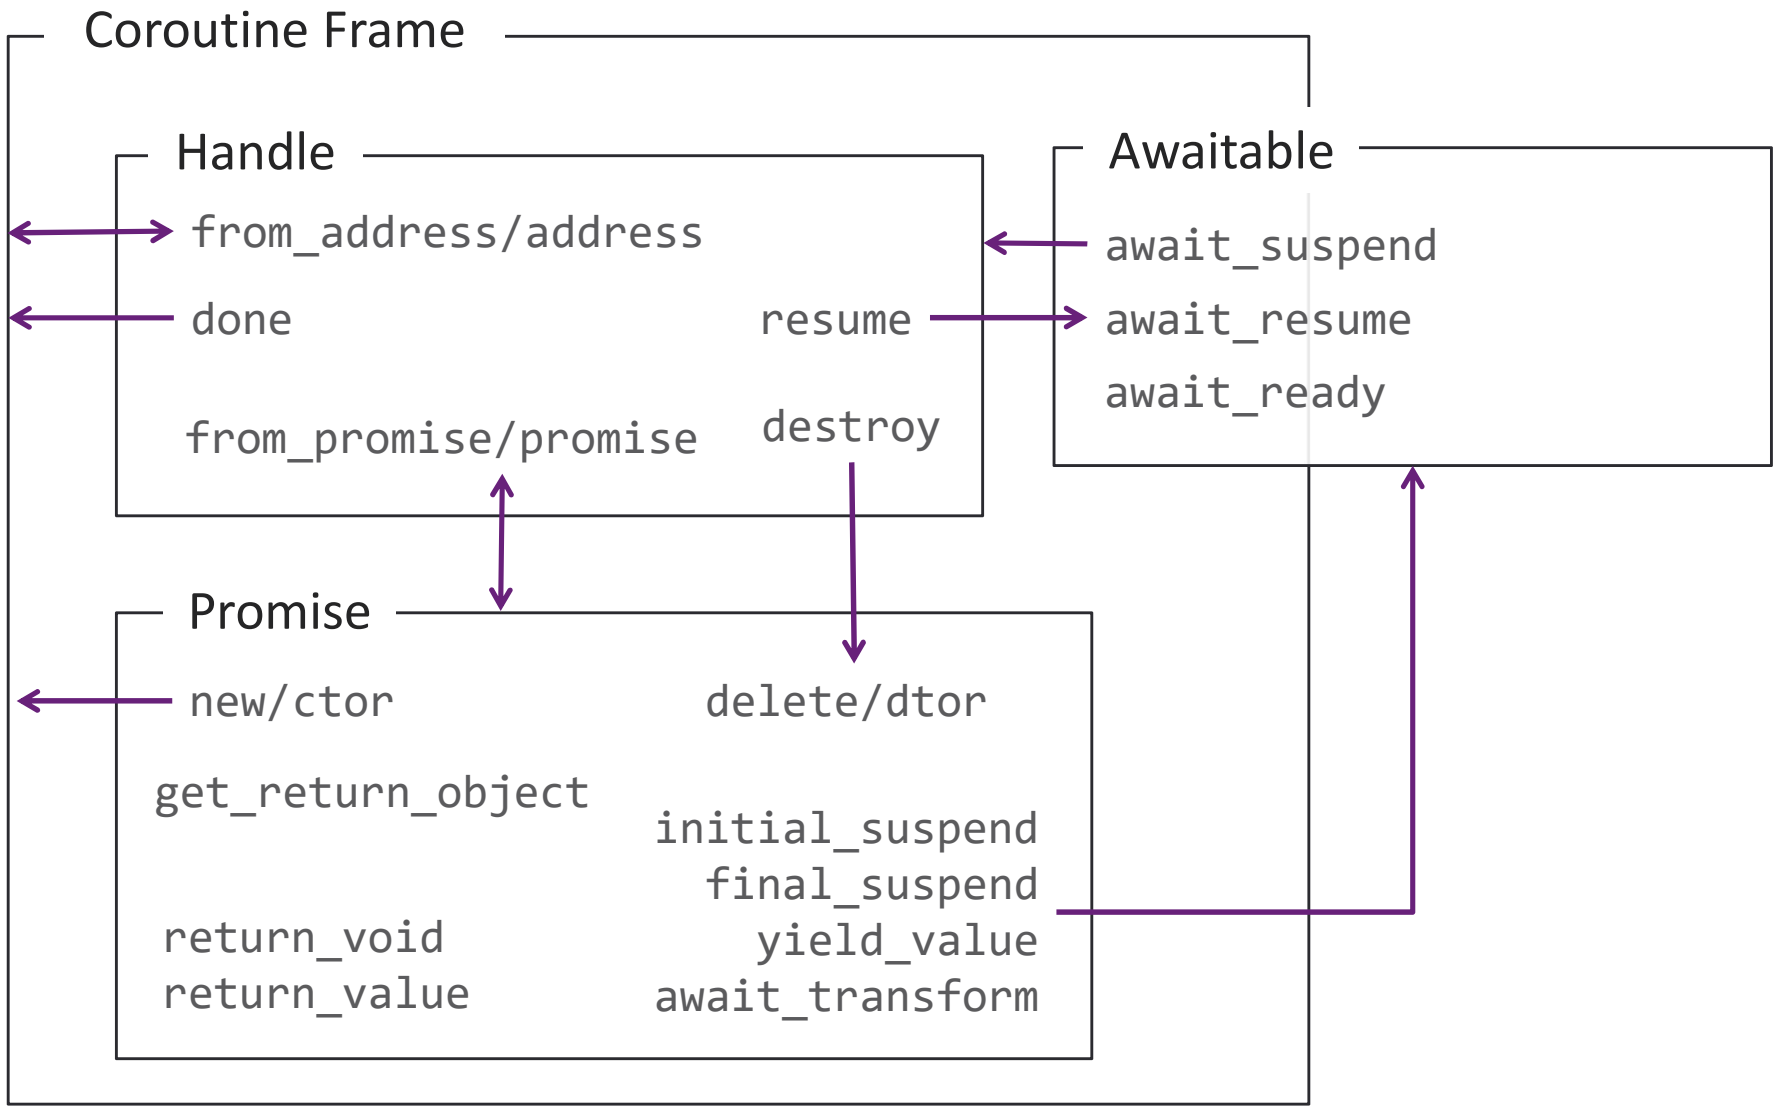 Coroutine Frame
Handle
from_address/address
done
resume
from_promise/promise
destroy
Awaitable
await_suspend
await_resume
await_ready
Promise
new/ctor
delete/dtor
get_return_object
initial_suspend
final_suspend
yield_value
await_transform
return_void
return_value